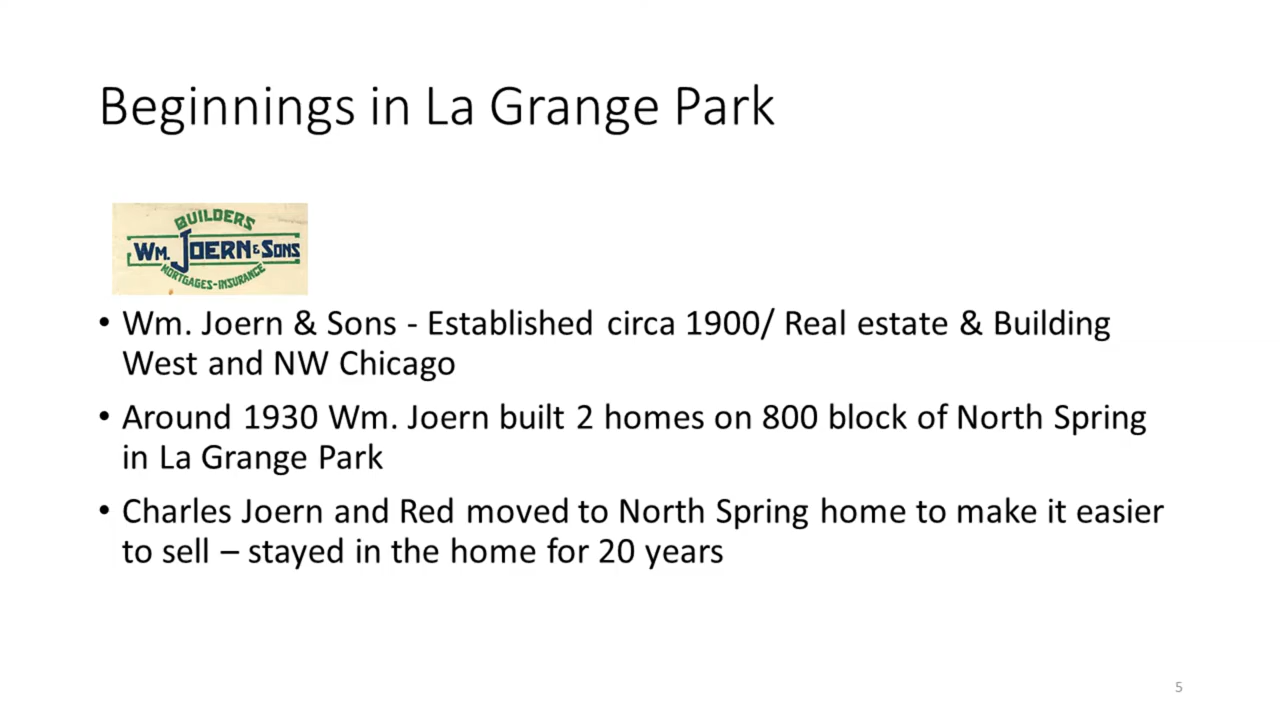 Beginnings in La Grange Park
BUILDERS
WM. JOERN & SONS
MORTGAGES-INSURANCE
• Wm. Joern & Sons - Established circa 1900/ Real estate & Building
West and NW Chicago
• Around 1930 Wm. Joern built 2 homes on 800 block of North Spring
in La Grange Park
• Charles Joern and Red moved to North Spring home to make it easier
to sell – stayed in the home for 20 years
5